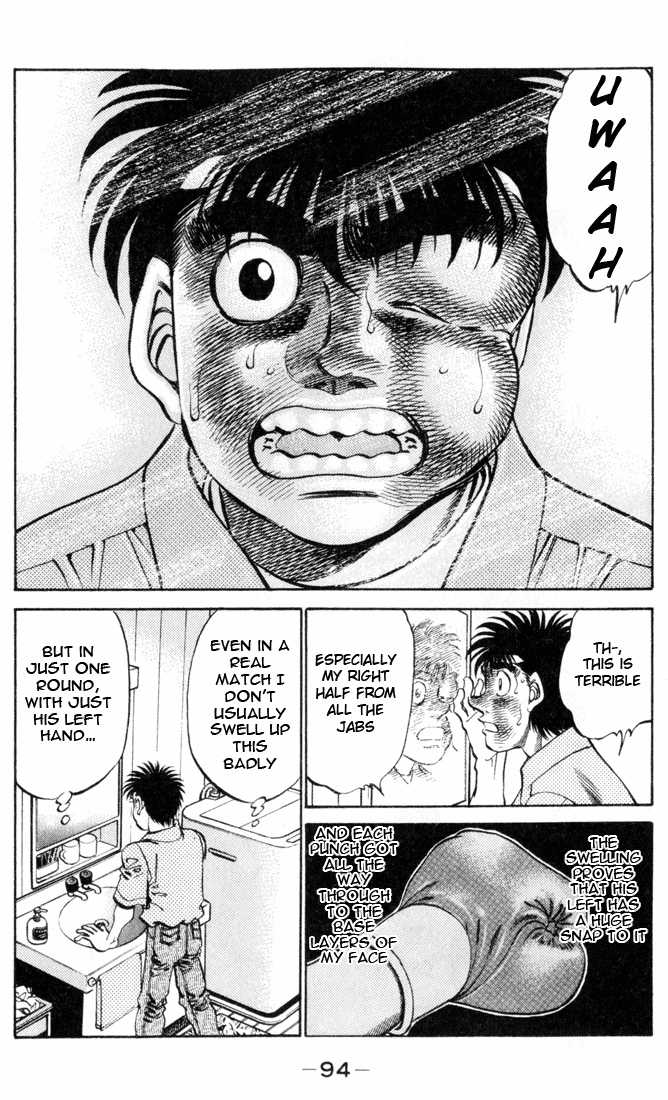 UWAAH
TH-,
THIS IS
TERRIBLE
ESPECIALLY
MY RIGHT
HALF FROM
ALL THE
JABS
THE
SWELLING
PROVES
THAT HIS
LEFT HAS
A HUGE
SNAP TO IT
AND EACH
PUNCH GOT
ALL THE
WAY
THROUGH
TO THE
BASE
LAYERS OF
MY FACE
EVEN IN A
REAL
MATCH I
DON'T
USUALLY
SWELL UP
THIS
BADLY
BUT IN
JUST ONE
ROUND,
WITH JUST
HIS LEFT
HAND...
-94-